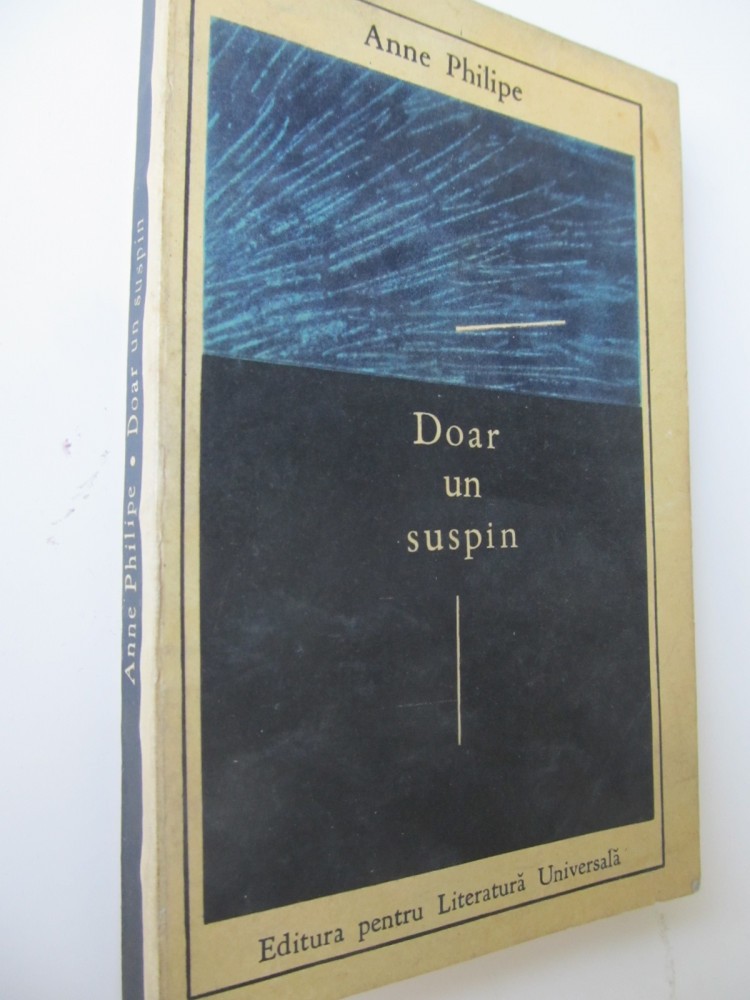 Anne Philipe
Doar
un
suspin
Editura pentru Literatură Universală
Anne Philipe • Doar un suspin